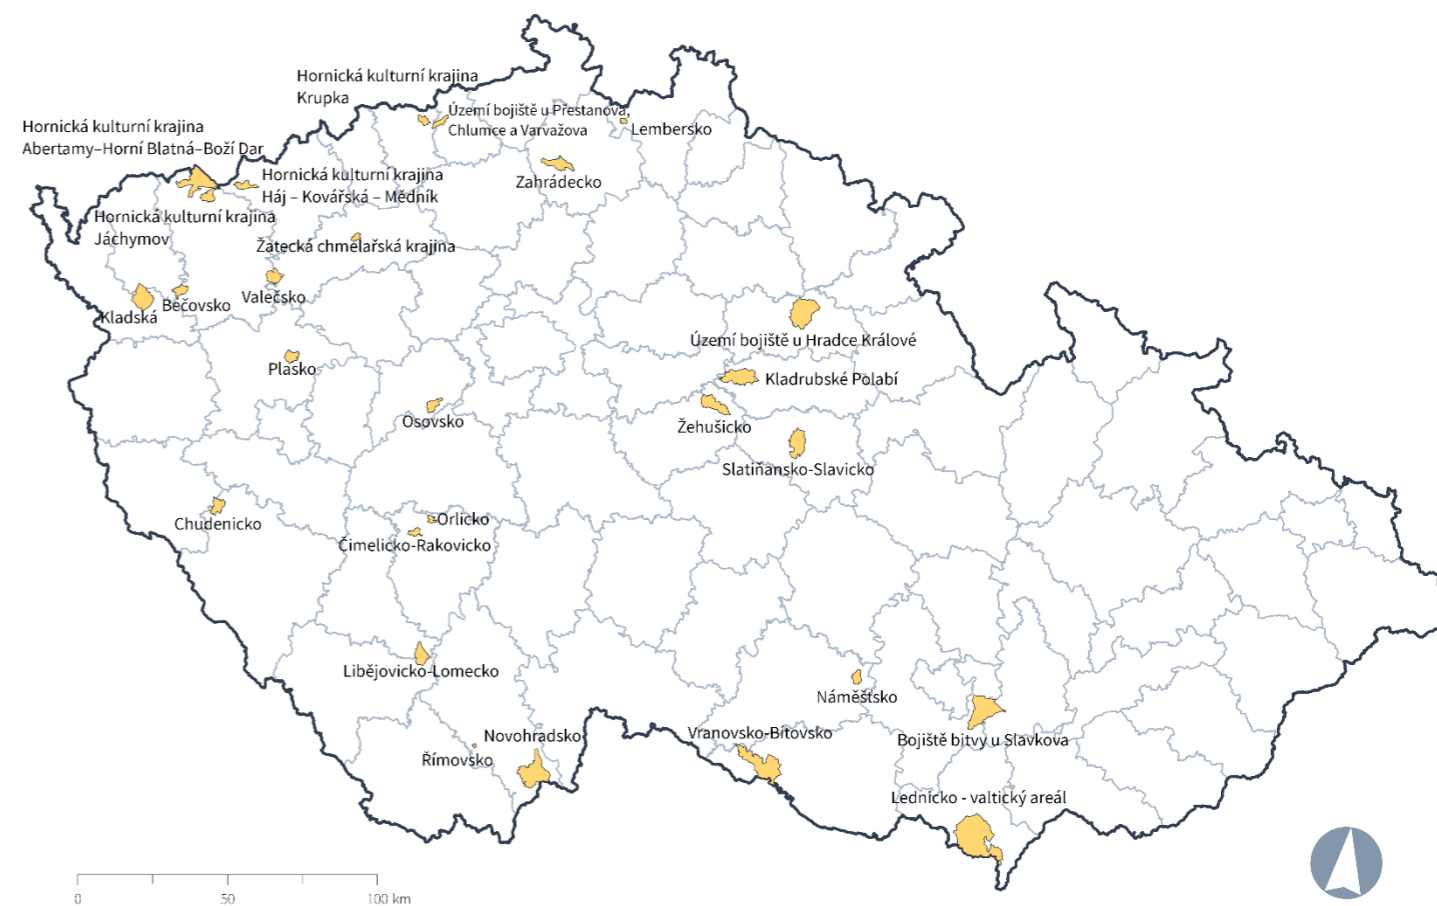 Hornická kulturní krajina
Krupka
Území bojiště u Přestanova,
Chlumce a Varvažova
Lembersko
Hornická kulturní krajina
Abertamy–Horní Blatná–Boží Dar
Zahrádecko
Hornická kulturní krajina
Háj – Kovářská – Mědník
Hornická kulturní krajina
Jáchymov
Žatecká chmelařská krajina
Valečsko
Bečovsko
Kladská
Území bojiště u Hradce Králové
Plasko
Kladrubské Polabí
Osovsko
Žehušicko
Slatiňansko-Slavicko
Chudenicko
Orlicko
Čimelicko-Rakovicko
Libějovicko-Lomecko
Náměšťsko
Novohradsko
Vranovsko-Bítovsko
Bojiště bitvy u Slavkova
Římovsko
Lednicko - valtický areál
0 50 100 km